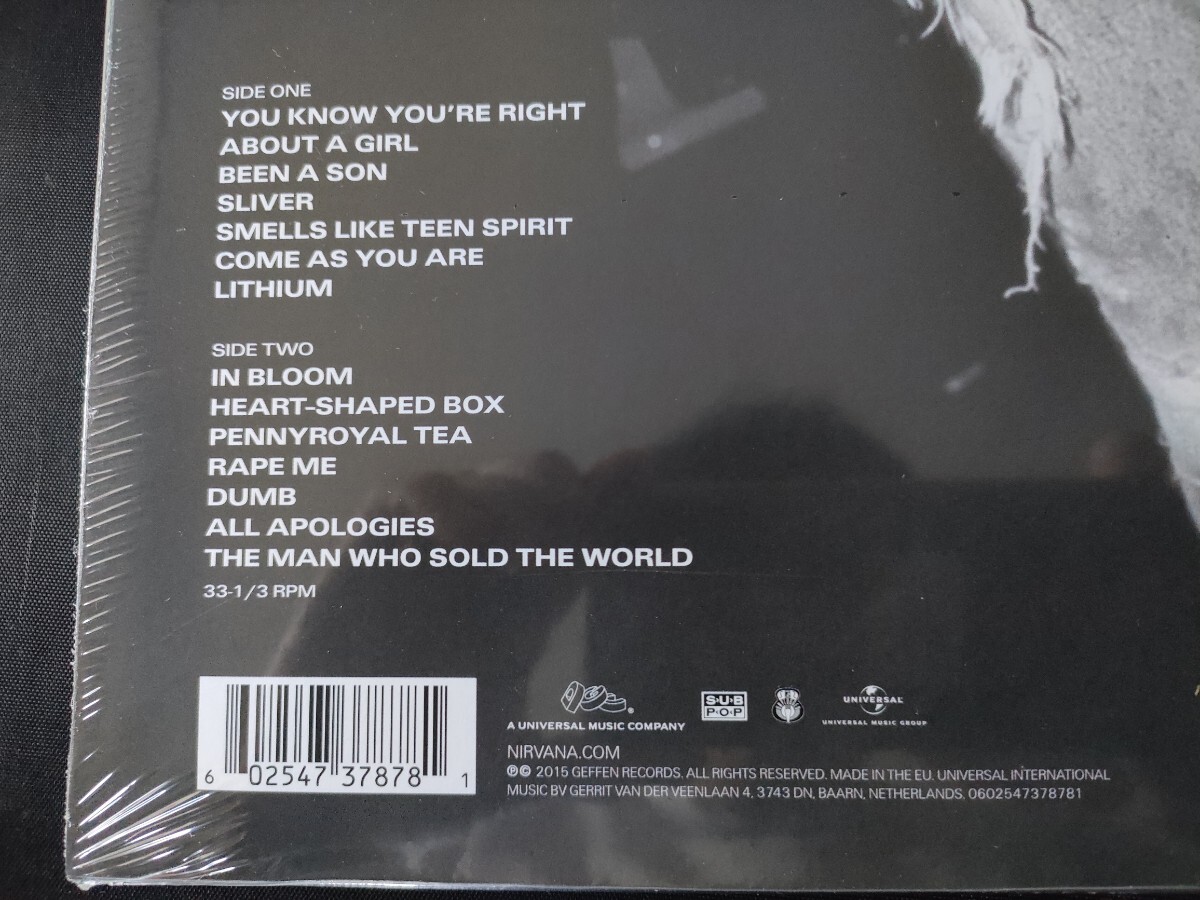 SIDE ONE
YOU KNOW YOU'RE RIGHT
ABOUT A GIRL
BEEN A SON
SLIVER
SMELLS LIKE TEEN SPIRIT
COME AS YOU ARE
LITHIUM
SIDE TWO
IN BLOOM
HEART-SHAPED BOX
PENNYROYAL TEA
RAPE ME
DUMB
ALL APOLOGIES
THE MAN WHO SOLD THE WORLD
33-1/3 RPM
6 02547 37878 1
®
A UNIVERSAL MUSIC COMPANY
SUB
POP
UNIVERSAL
UNIVERSAL MUSIC GROUP
NIRVANA.COM
℗© 2015 GEFFEN RECORDS. ALL RIGHTS RESERVED. MADE IN THE EU. UNIVERSAL INTERNATIONAL
MUSIC BV GERRIT VAN DER VEENLAAN 4, 3743 DN, BAARN, NETHERLANDS. 0602547378781